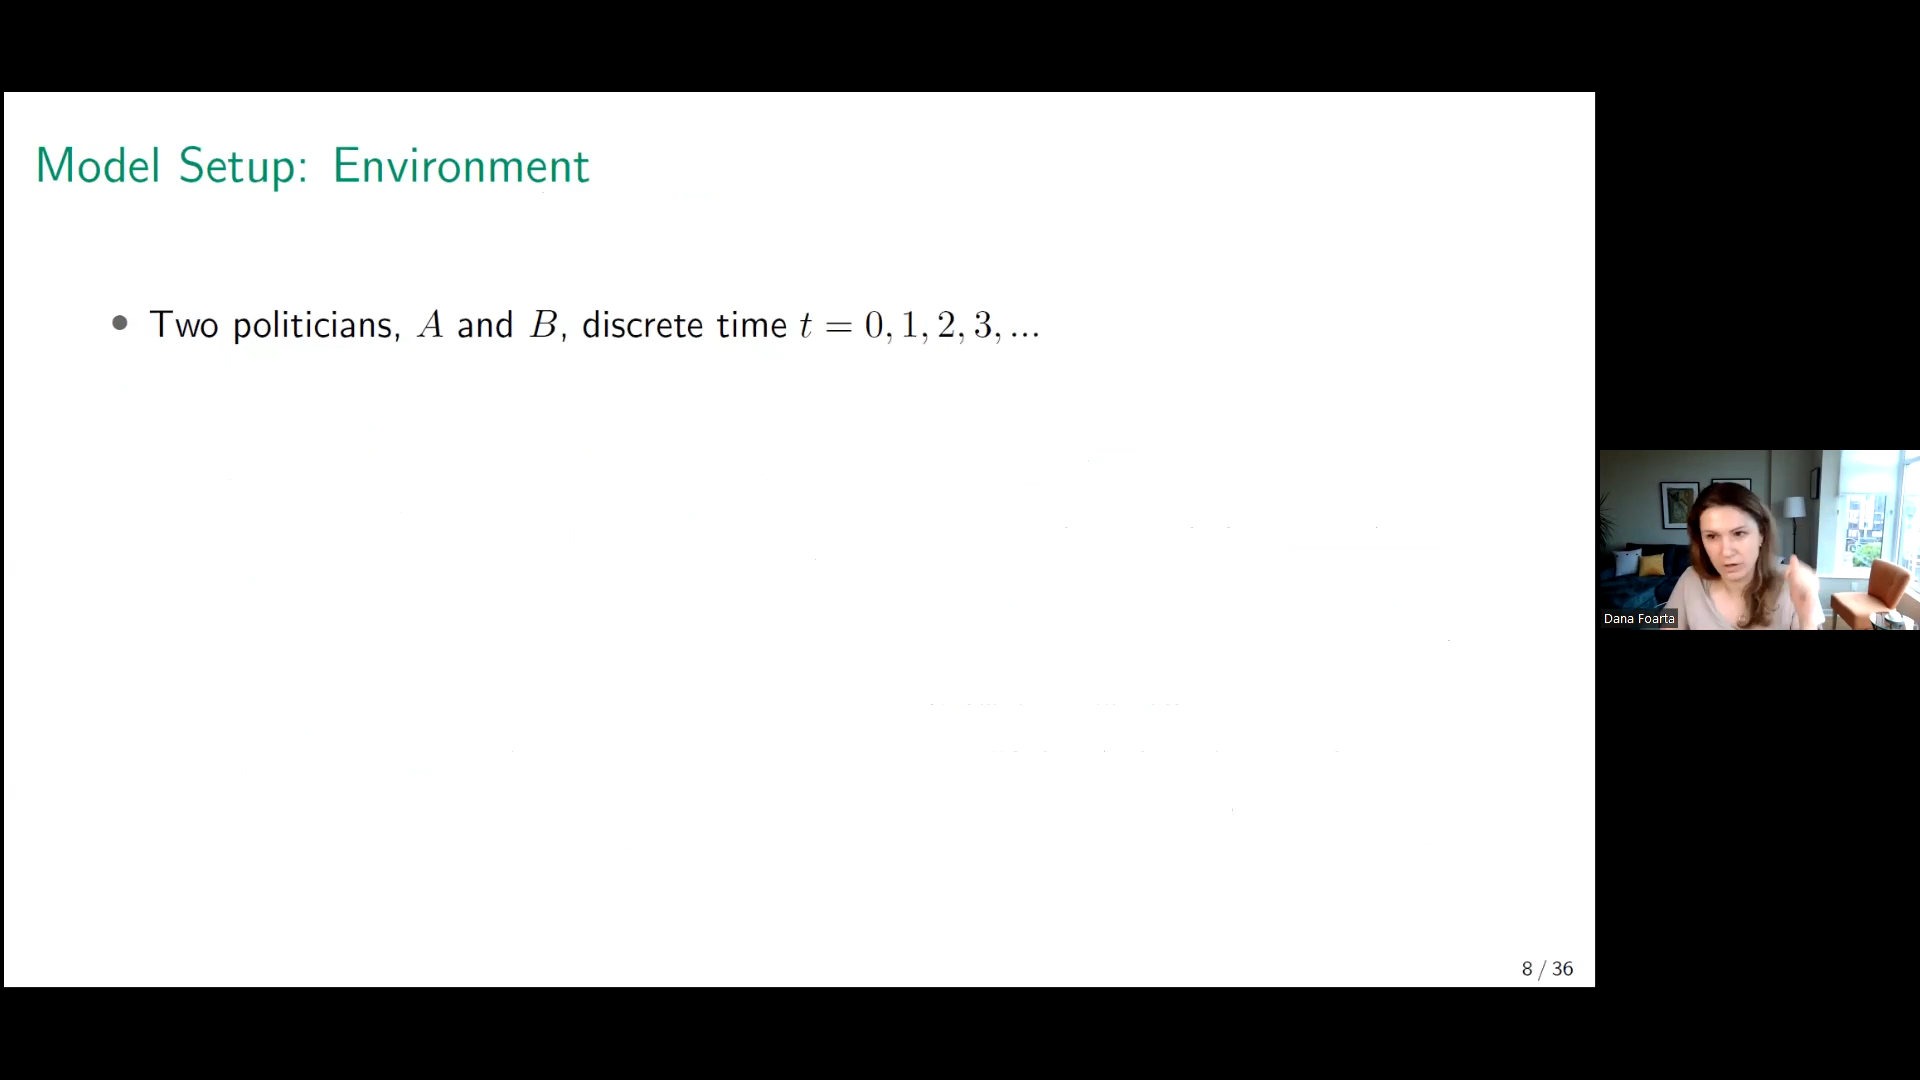 Model Setup: Environment
• Two politicians, A and B, discrete time t = 0, 1, 2, 3, ...
Dana Foarta
8 / 36